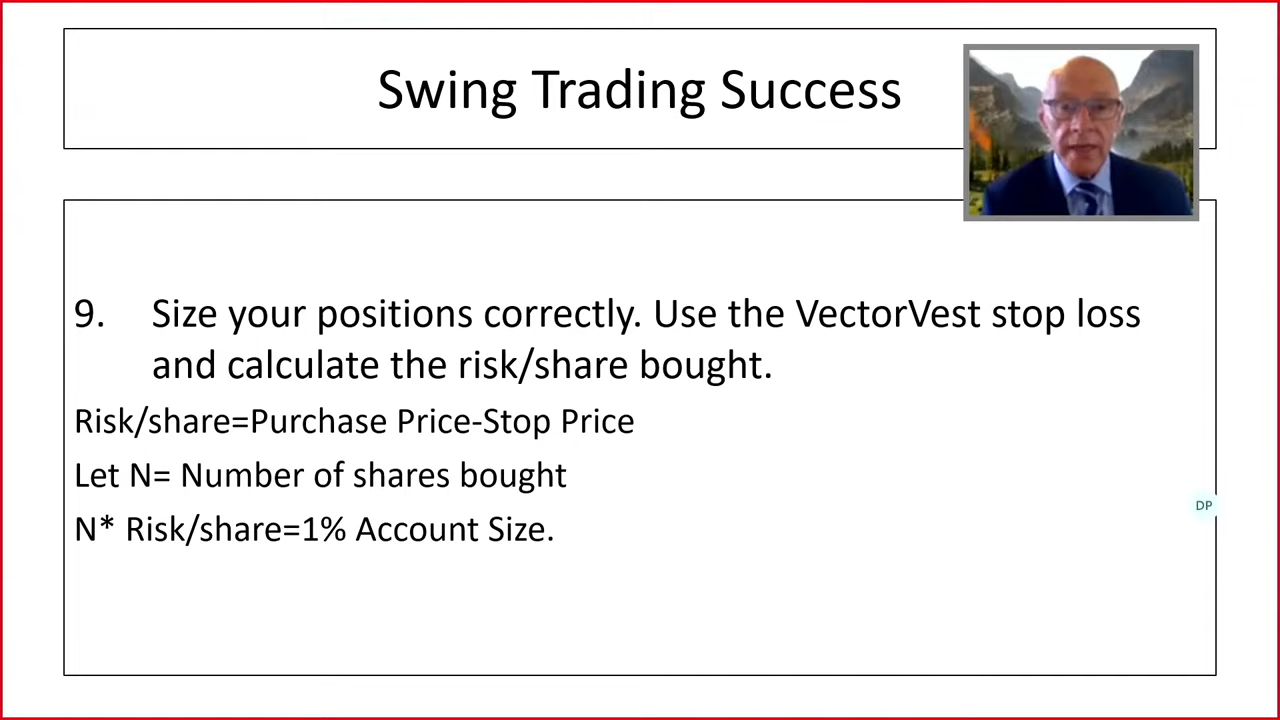 Swing Trading Success
9. Size your positions correctly. Use the VectorVest stop loss
and calculate the risk/share bought.
Risk/share=Purchase Price-Stop Price
Let N= Number of shares bought
N* Risk/share=1% Account Size.
DP